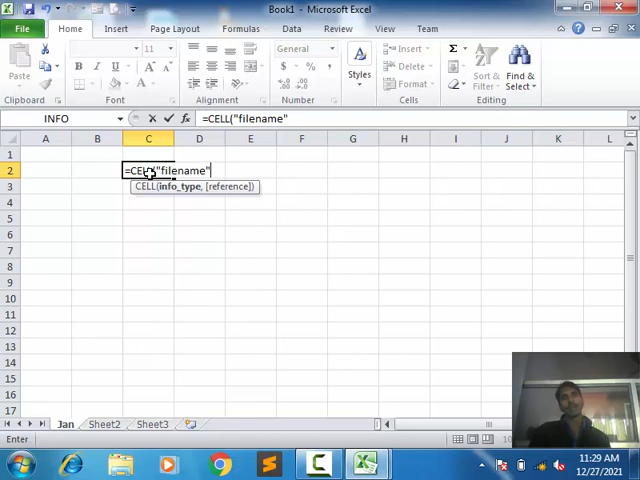 Book1 - Microsoft Excel
File Home Insert Page Layout Formulas Data Review View Team
Paste
11
General
Styles
Insert
Delete
Format
Sort & Filter
Find & Select
Clipboard Font Alignment Number Cells Editing
INFO fx =CELL("filename"
A B C D E F G H I J K L
1
2 =CELL("filename"
CELL(info_type, [reference])
3
4
5
6
7
8
9
10
11
12
13
14
15
16
17
Jan Sheet2 Sheet3
Enter
11:29 AM
12/27/2021